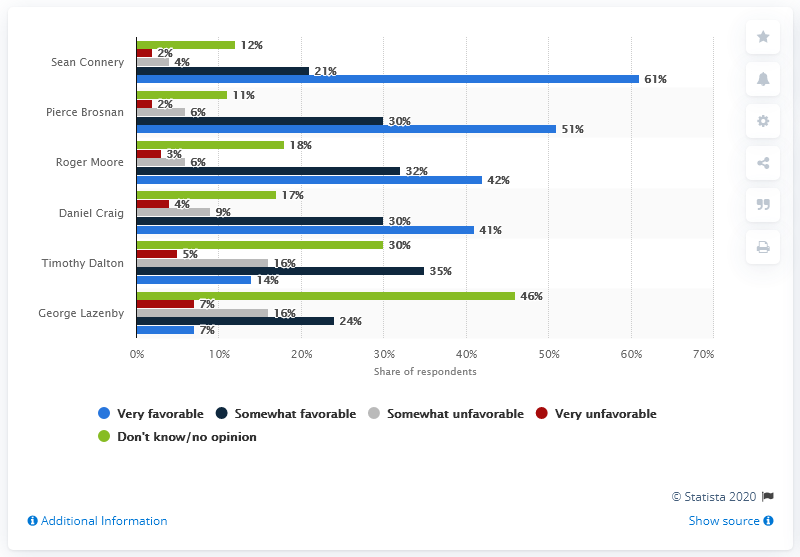 Sean Connery
12%
2%
4%
21%
61%
Pierce Brosnan
11%
2%
6%
30%
51%
Roger Moore
18%
3%
6%
32%
42%
Daniel Craig
17%
4%
9%
30%
41%
Timothy Dalton
30%
5%
16%
35%
14%
George Lazenby
46%
7%
16%
24%
7%
0% 10% 20% 30% 40% 50% 60% 70%
Share of respondents
Very favorable Somewhat favorable Somewhat unfavorable Very unfavorable
Don't know/no opinion
© Statista 2020
Additional Information Show source